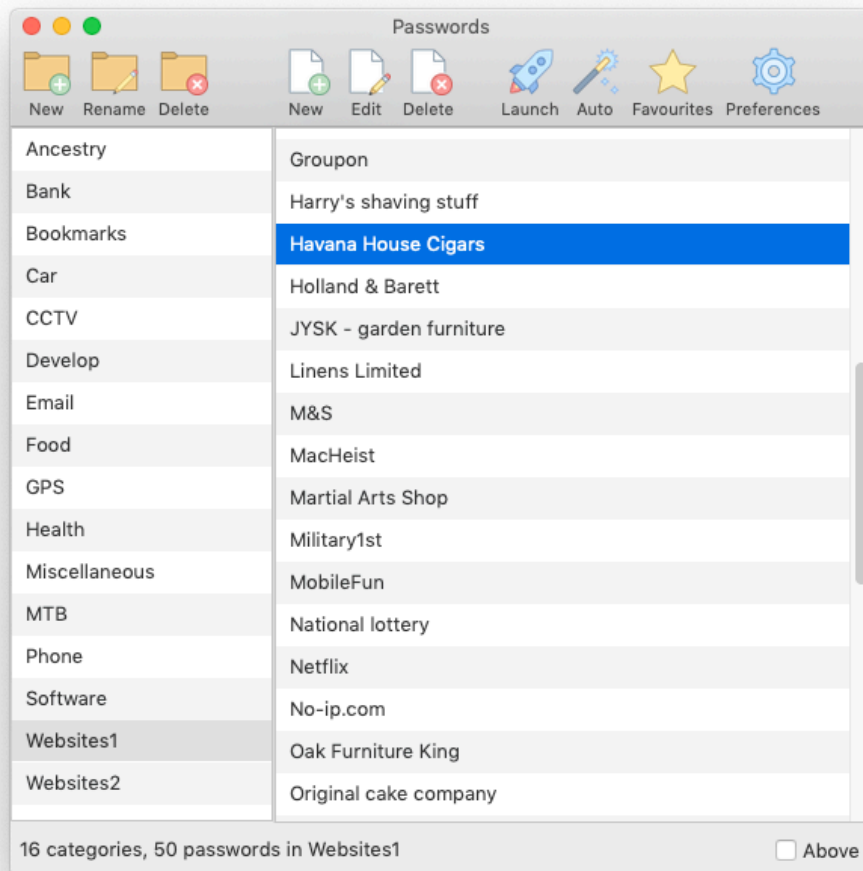 Passwords
New Rename Delete New Edit Delete Launch Auto Favourites Preferences
Ancestry
Bank
Bookmarks
Car
CCTV
Develop
Email
Food
GPS
Health
Miscellaneous
MTB
Phone
Software
Websites1
Websites2
Groupon
Harry's shaving stuff
Havana House Cigars
Holland & Barett
JYSK - garden furniture
Linens Limited
M&S
MacHeist
Martial Arts Shop
Military1st
MobileFun
National lottery
Netflix
No-ip.com
Oak Furniture King
Original cake company
16 categories, 50 passwords in Websites1
Above